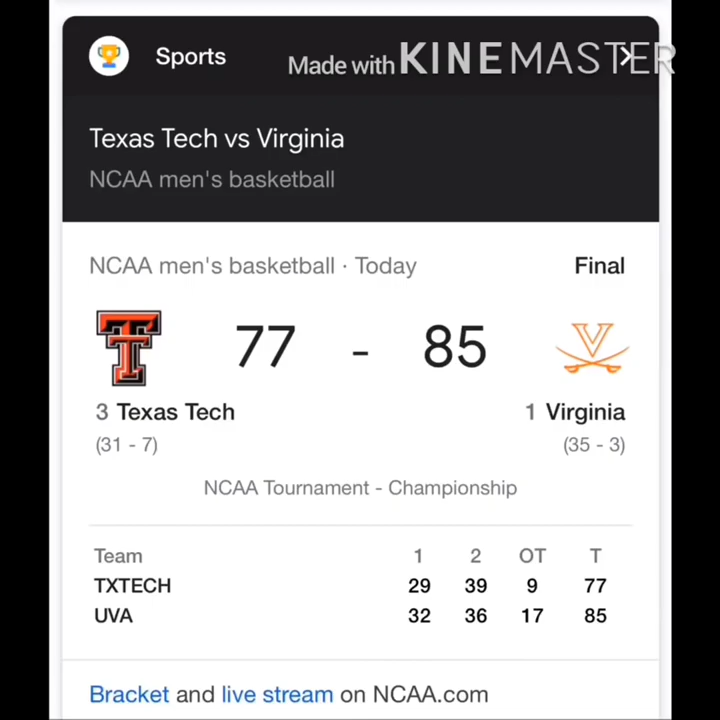 Sports
Made with KINEMASTER
Texas Tech vs Virginia
NCAA men's basketball
NCAA men's basketball · Today Final
77 - 85
3 Texas Tech 1 Virginia
(31 - 7) (35 - 3)
NCAA Tournament - Championship
Team 1 2 OT T
TXTECH 29 39 9 77
UVA 32 36 17 85
Bracket and live stream on NCAA.com